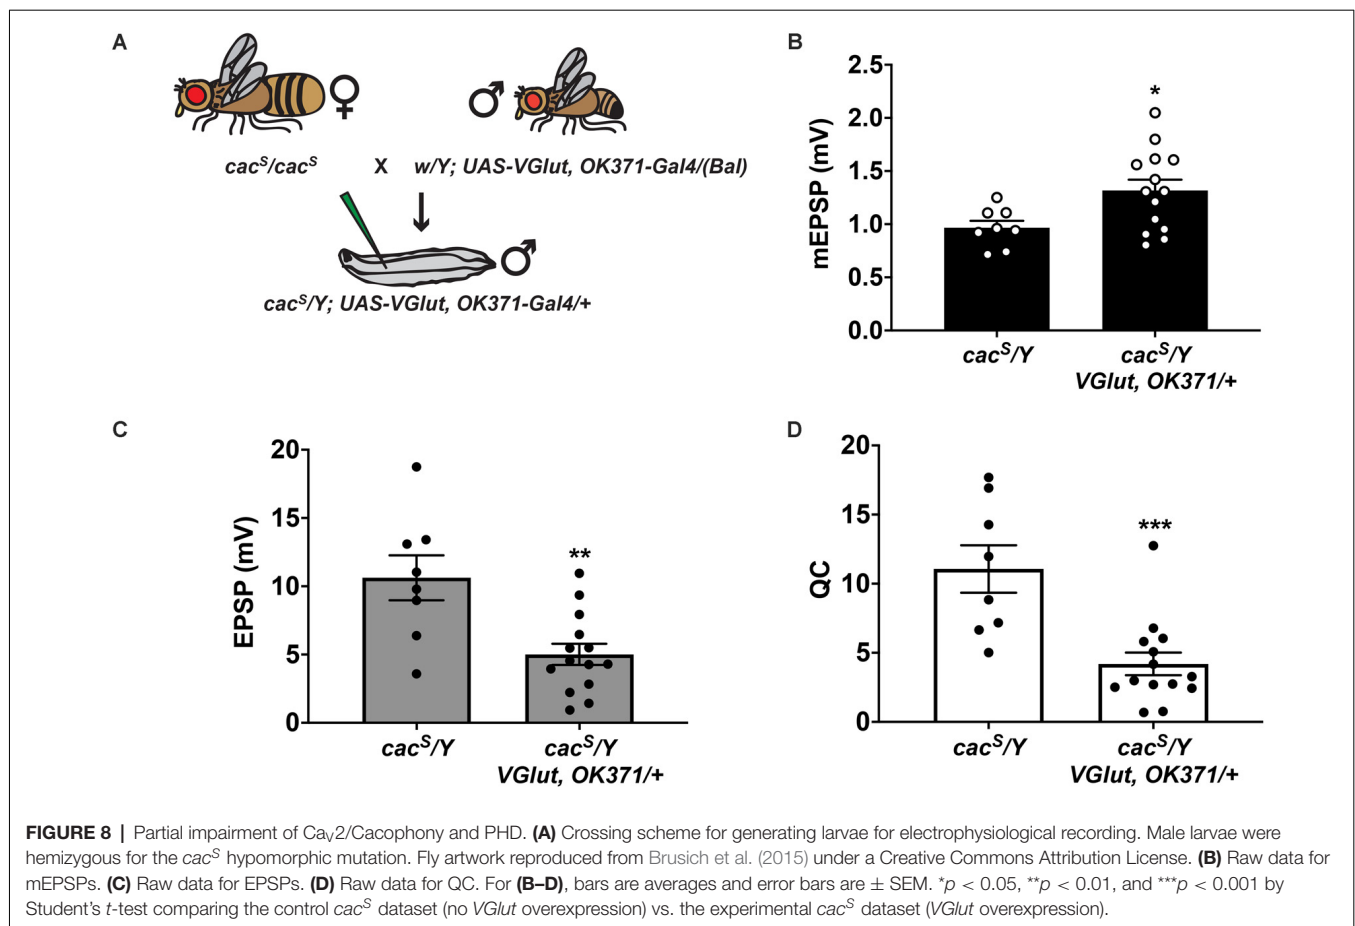 A
♀
♂
cacS/cacS X w/Y; UAS-VGlut, OK371-Gal4/(Bal)
♂
cacS/Y; UAS-VGlut, OK371-Gal4/+
B
mEPSP (mV)
2.5
2.0
1.5
1.0
0.5
0.0
*
cacS/Y
cacS/Y
VGlut, OK371/+
C
EPSP (mV)
20
15
10
5
0
**
cacS/Y
cacS/Y
VGlut, OK371/+
D
QC
20
15
10
5
0
***
cacS/Y
cacS/Y
VGlut, OK371/+
FIGURE 8 | Partial impairment of CaV2/Cacophony and PHD. (A) Crossing scheme for generating larvae for electrophysiological recording. Male larvae were
hemizygous for the cacS hypomorphic mutation. Fly artwork reproduced from Brusich et al. (2015) under a Creative Commons Attribution License. (B) Raw data for
mEPSPs. (C) Raw data for EPSPs. (D) Raw data for QC. For (B–D), bars are averages and error bars are ± SEM. *p < 0.05, **p < 0.01, and ***p < 0.001 by
Student's t-test comparing the control cacS dataset (no VGlut overexpression) vs. the experimental cacS dataset (VGlut overexpression).